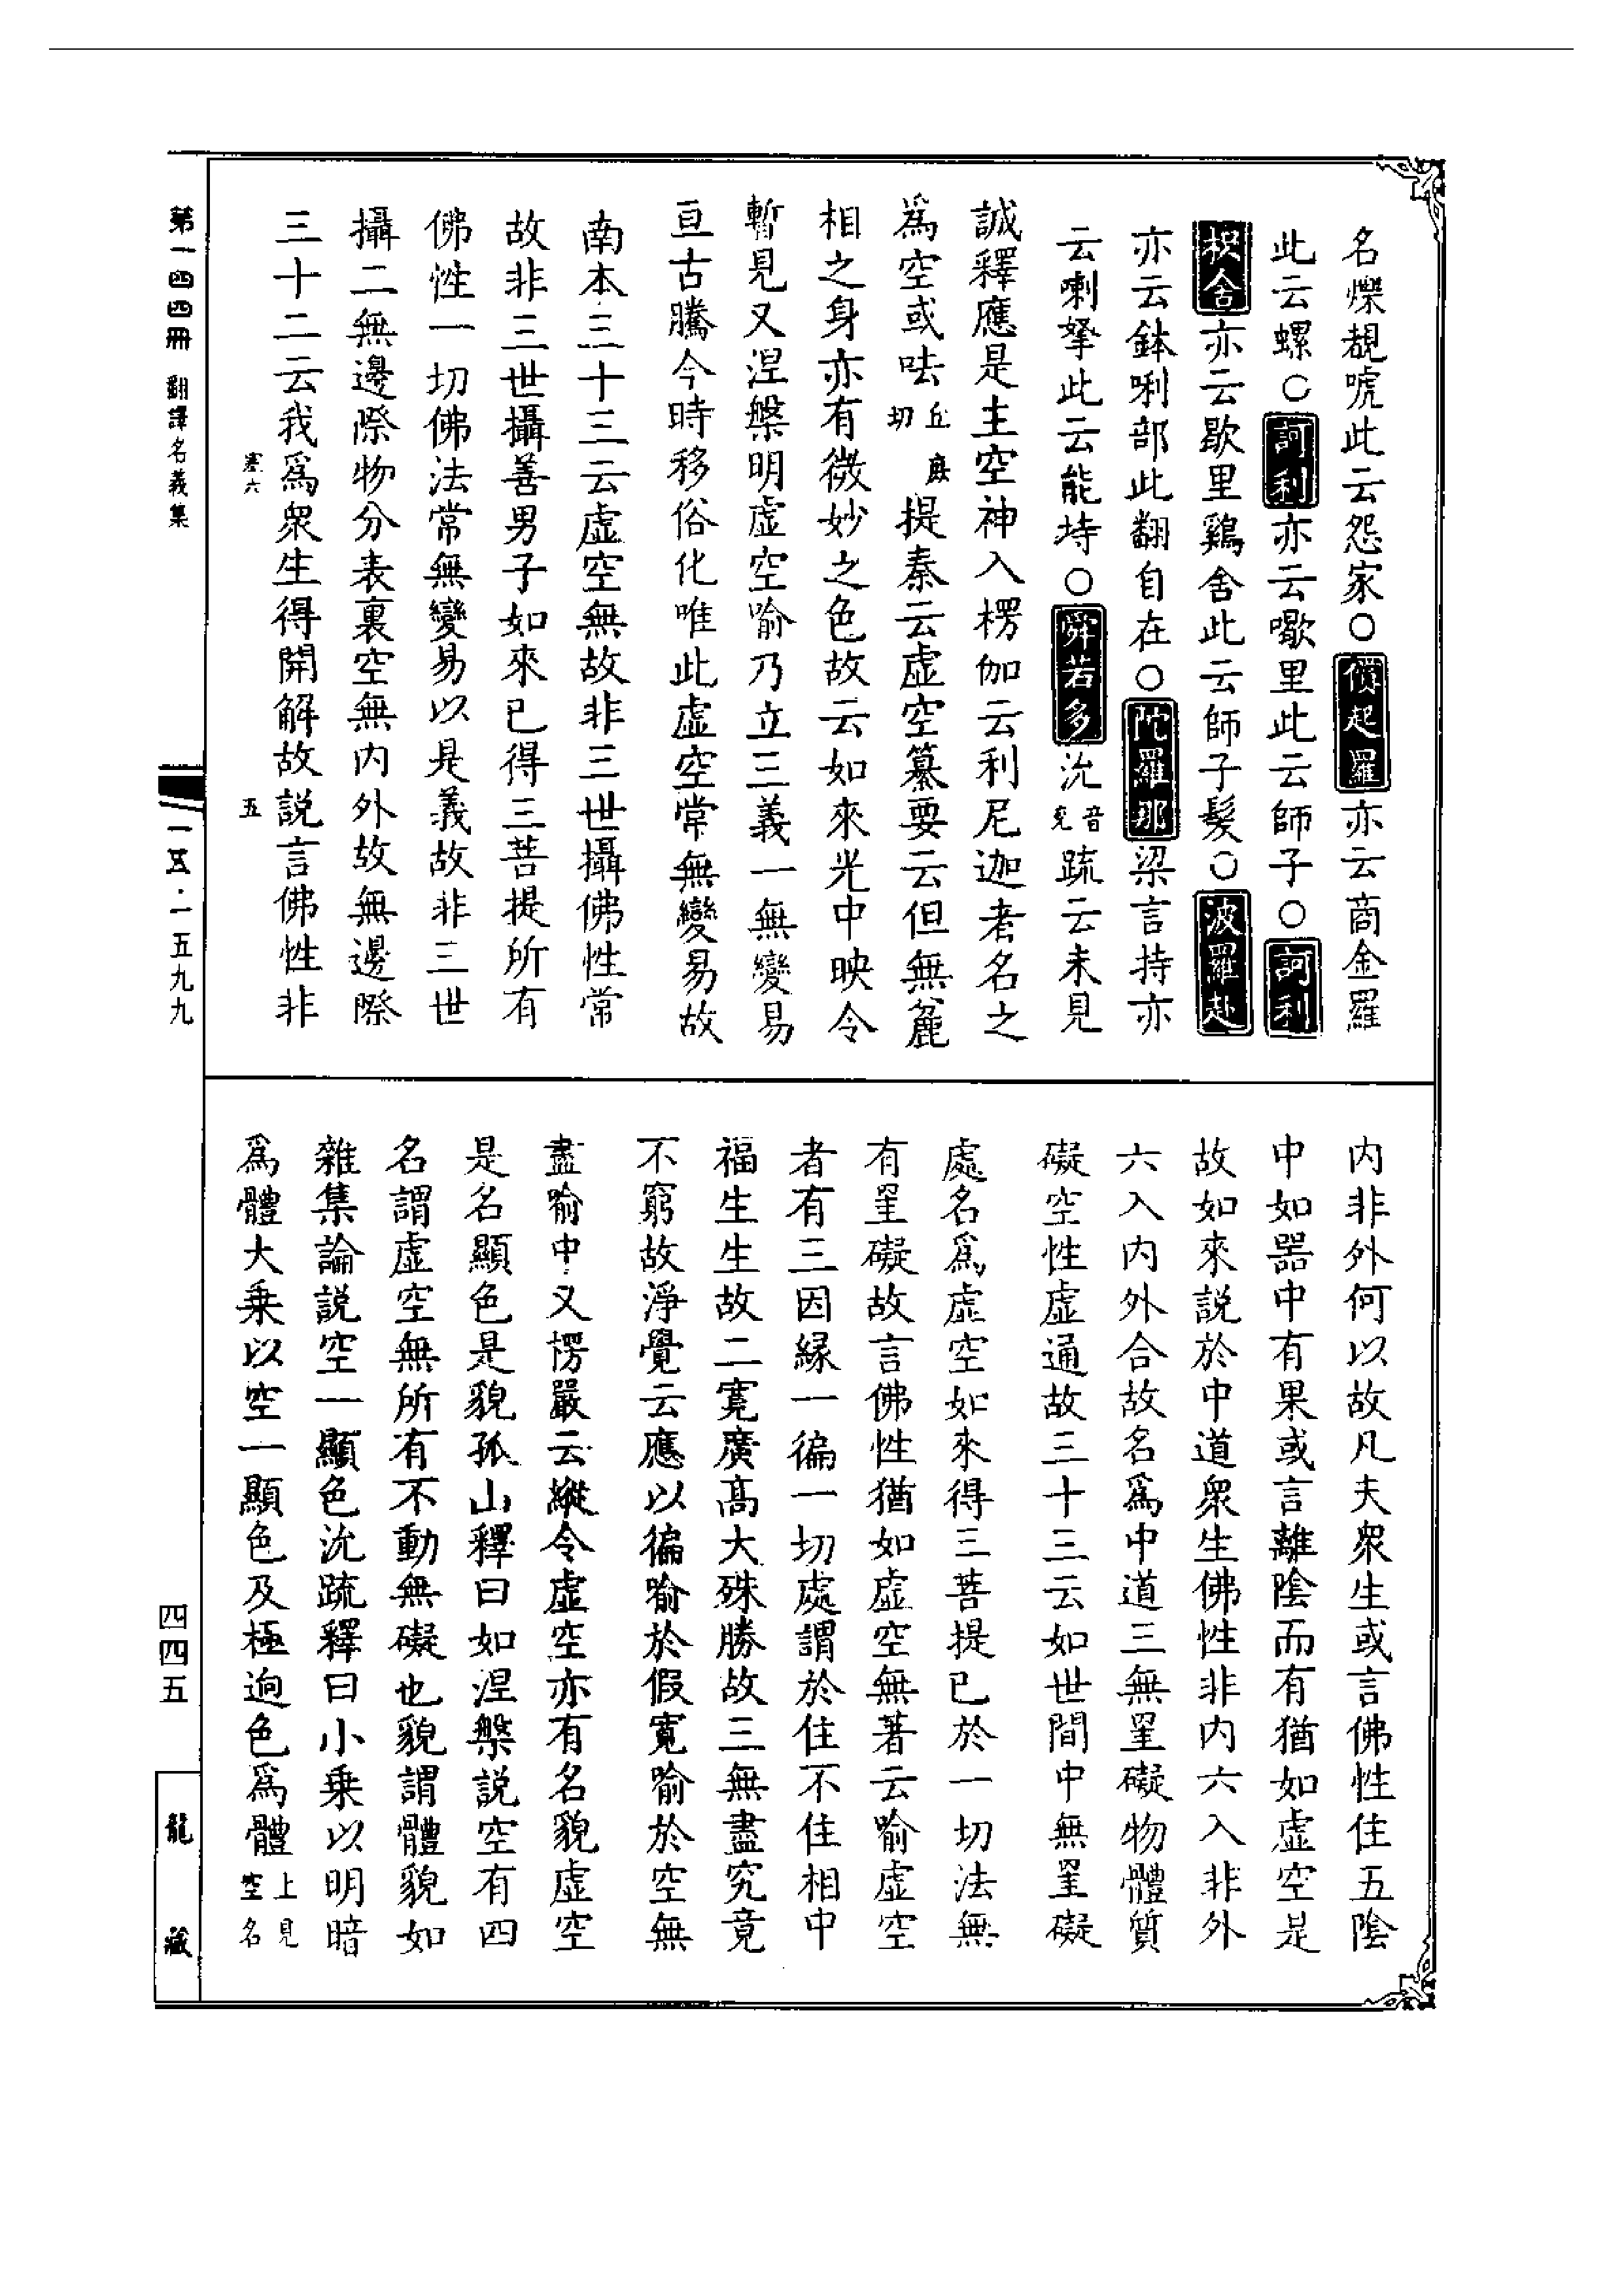 名爍覩唬此云怨家○償起羅亦云商金羅
此云螺○訶利亦云囉里此云師子○訶利
枳舍亦云歇里鷄舍此云師子髮○波羅赴
亦云鉢唎部此翻自在○陀羅那梁言持亦
云喇拏此云能持○舜若多沇音兖疏云未見
誠釋應是主空神入楞伽云利尼迦者名之
為空或呿丘庶切提秦云虛空纂要云但無麄
相之身亦有微妙之色故云如來光中映令
暫見又涅槃明虛空喻乃立三義一無變易
亘古騰今時移俗化唯此虛空常無變易故
南本三十三云虛空無故非三世攝佛性常
故非三世攝善男子如來已得三菩提所有
佛性一切佛法常無變易以是義故非三世
攝二無邊際物分表裏空無內外故無邊際
三十二云我為衆生得開解故説言佛性非
內非外何以故凡夫衆生或言佛性住五陰
中如器中有果或言離陰而有猶如虛空是
故如來説於中道衆生佛性非內六入非外
六入內外合故名為中道三無罣礙物體質
礙空性虛通故三十三云如世間中無罣礙
處名為虛空如來得三菩提已於一切法無
有罣礙故言佛性猶如虛空無著云喻虛空
者有三因緣一徧一切處謂於住不住相中
福生生故二寬廣高大殊勝故三無盡究竟
不窮故淨覺云應以徧喻於假寬喻於空無
盡喻中又楞嚴云縱令虛空亦有名貌虛空
是名顯色是貌孤山釋曰如涅槃説空有四
名謂虛空無所有不動無礙也貌謂體貌如
雜集論説空一顯色沇疏釋曰小乘以明暗
為體大乘以空一顯色及極迥色為體上見空名
第一四四冊 翻譯名義集
塞六
五
一五·一五九九
四四五
龍藏